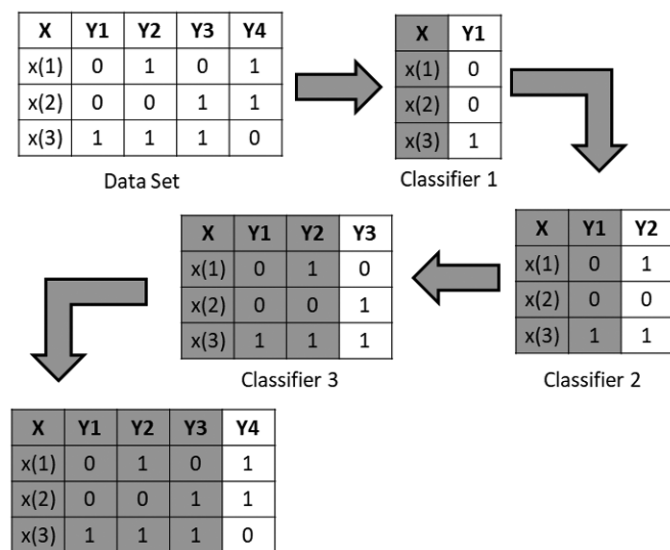 X Y1 Y2 Y3 Y4
x(1) 0 1 0 1
x(2) 0 0 1 1
x(3) 1 1 1 0
Data Set
X Y1
x(1) 0
x(2) 0
x(3) 1
Classifier 1
X Y1 Y2
x(1) 0 1
x(2) 0 0
x(3) 1 1
Classifier 2
X Y1 Y2 Y3
x(1) 0 1 0
x(2) 0 0 1
x(3) 1 1 1
Classifier 3
X Y1 Y2 Y3 Y4
x(1) 0 1 0 1
x(2) 0 0 1 1
x(3) 1 1 1 0